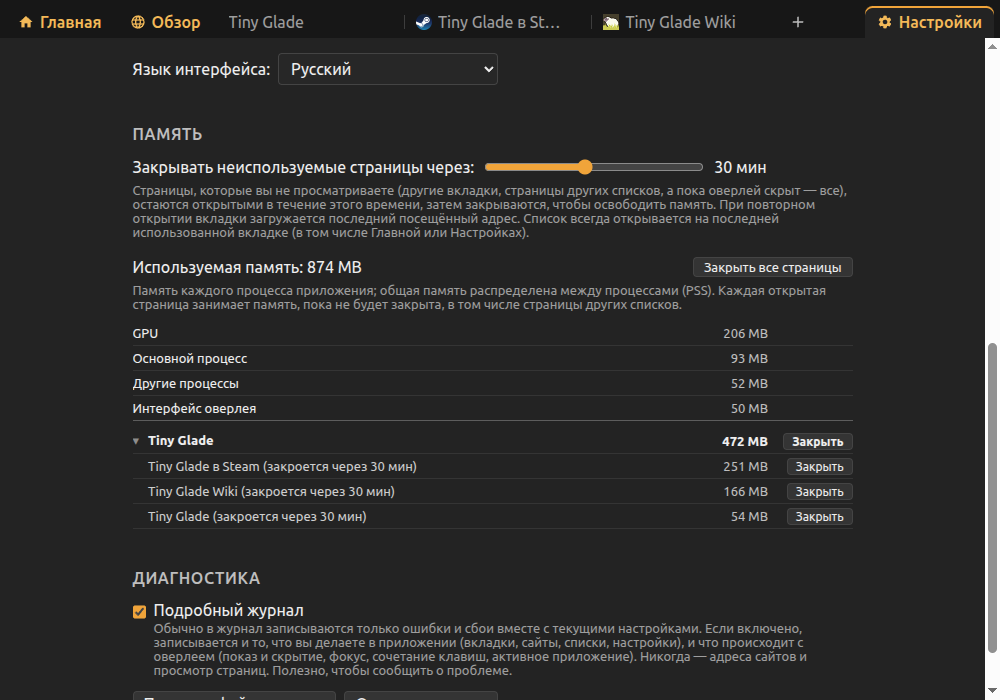 Главная Обзор Tiny Glade Tiny Glade в St… Tiny Glade Wiki + Настройки
Язык интерфейса: Русский
ПАМЯТЬ
Закрывать неиспользуемые страницы через: 30 мин
Страницы, которые вы не просматриваете (другие вкладки, страницы других списков, а пока оверлей скрыт — все),
остаются открытыми в течение этого времени, затем закрываются, чтобы освободить память. При повторном
открытии вкладки загружается последний посещённый адрес. Список всегда открывается на последней
использованной вкладке (в том числе Главной или Настройках).
Используемая память: 874 MB Закрыть все страницы
Память каждого процесса приложения; общая память распределена между процессами (PSS). Каждая открытая
страница занимает память, пока не будет закрыта, в том числе страницы других списков.
GPU 206 MB
Основной процесс 93 MB
Другие процессы 52 MB
Интерфейс оверлея 50 MB
Tiny Glade 472 MB Закрыть
Tiny Glade в Steam (закроется через 30 мин) 251 MB Закрыть
Tiny Glade Wiki (закроется через 30 мин) 166 MB Закрыть
Tiny Glade (закроется через 30 мин) 54 MB Закрыть
ДИАГНОСТИКА
Подробный журнал
Обычно в журнал записываются только ошибки и сбои вместе с текущими настройками. Если включено,
записывается и то, что вы делаете в приложении (вкладки, сайты, списки, настройки), и что происходит с
оверлеем (показ и скрытие, фокус, сочетание клавиш, активное приложение). Никогда — адреса сайтов и
просмотр страниц. Полезно, чтобы сообщить о проблеме.